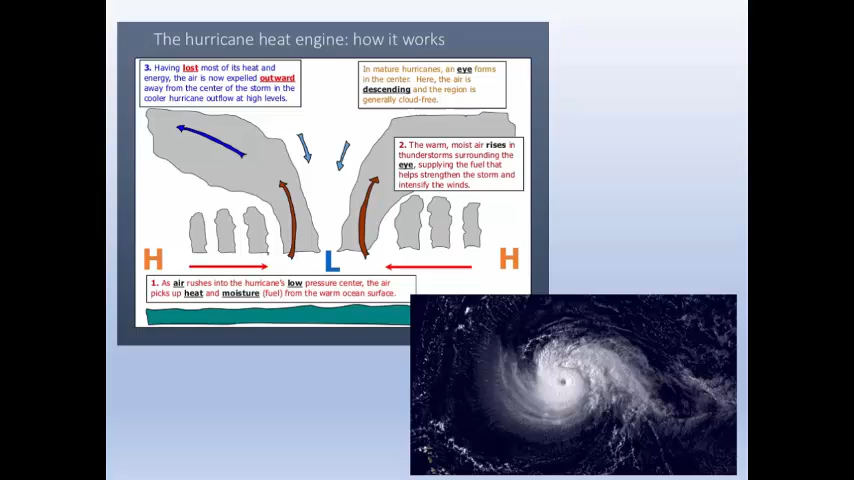 The hurricane heat engine: how it works
3. Having lost most of its heat and
energy, the air is now expelled outward
away from the center of the storm in the
cooler hurricane outflow at high levels.
In mature hurricanes, an eye forms
in the center. Here, the air is
descending and the region is
generally cloud-free.
2. The warm, moist air rises in
thunderstorms surrounding the
eye, supplying the fuel that
helps strengthen the storm and
intensify the winds.
H
L
H
1. As air rushes into the hurricane's low pressure center, the air
picks up heat and moisture (fuel) from the warm ocean surface.